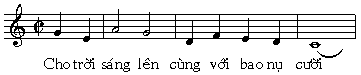 Cho trời sáng lên cùng với bao nụ cười